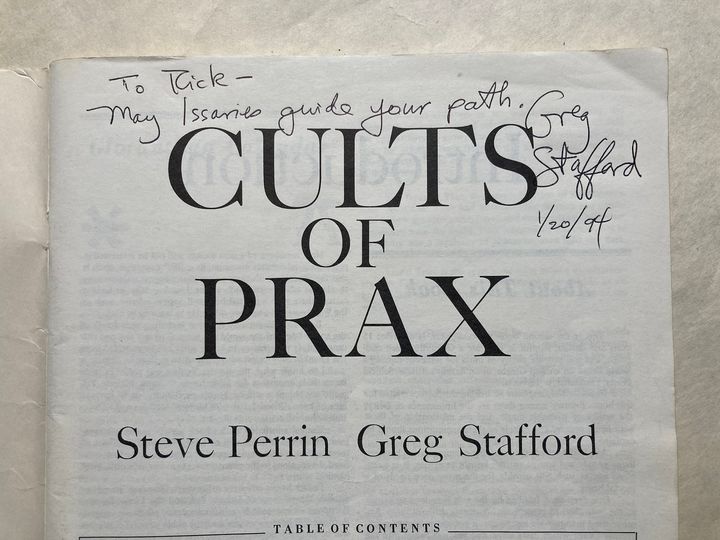 To Rick—
May Issaries guide your path.
Greg
Stafford
1/20/94
CULTS
OF
PRAX
Steve Perrin Greg Stafford
TABLE OF CONTENTS